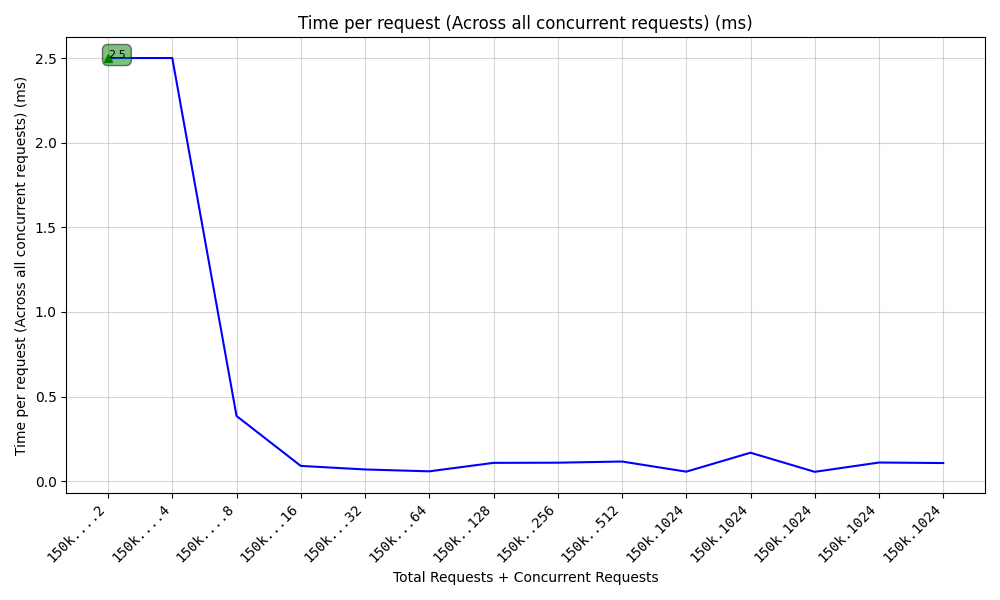 Time per request (Across all concurrent requests) (ms)
Time per request (Across all concurrent requests) (ms)
2.5
2.5
2.0
1.5
1.0
0.5
0.0
150k....2
150k....4
150k....8
150k...16
150k...32
150k...64
150k..128
150k..256
150k..512
150k.1024
150k.1024
150k.1024
150k.1024
150k.1024
Total Requests + Concurrent Requests